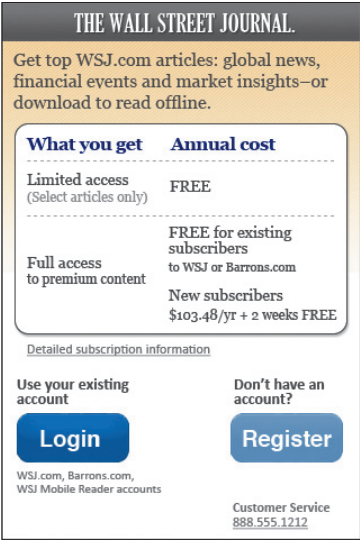 THE WALL STREET JOURNAL.
Get top WSJ.com articles: global news,
financial events and market insights–or
download to read offline.
What you get Annual cost
Limited access
(Select articles only)
FREE
Full access
to premium content
FREE for existing
subscribers
to WSJ or Barrons.com
New subscribers
$103.48/yr + 2 weeks FREE
Detailed subscription information
Use your existing
account
Login
WSJ.com, Barrons.com,
WSJ Mobile Reader accounts
Don't have an
account?
Register
Customer Service
888.555.1212